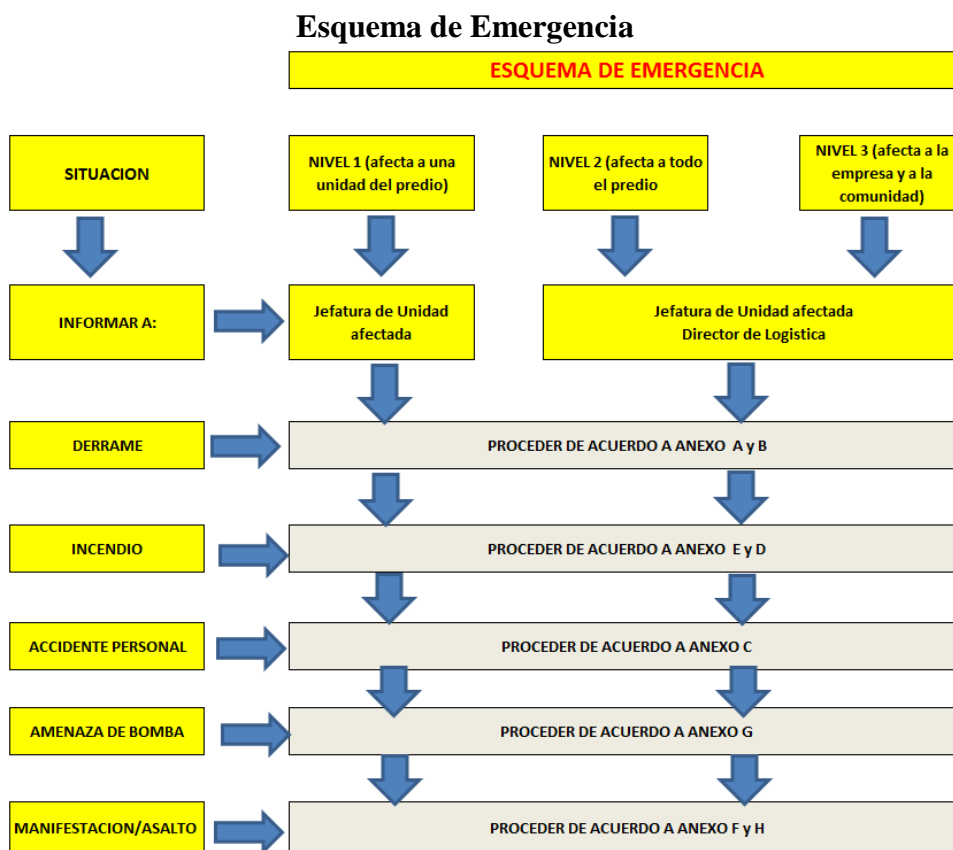 Esquema de Emergencia
ESQUEMA DE EMERGENCIA
SITUACION
NIVEL 1 (afecta a una
unidad del predio)
NIVEL 2 (afecta a todo
el predio
NIVEL 3 (afecta a la
empresa y a la
comunidad)
INFORMAR A:
Jefatura de Unidad
afectada
Jefatura de Unidad afectada
Director de Logistica
DERRAME
PROCEDER DE ACUERDO A ANEXO A y B
INCENDIO
PROCEDER DE ACUERDO A ANEXO E y D
ACCIDENTE PERSONAL
PROCEDER DE ACUERDO A ANEXO C
AMENAZA DE BOMBA
PROCEDER DE ACUERDO A ANEXO G
MANIFESTACION/ASALTO
PROCEDER DE ACUERDO A ANEXO F y H